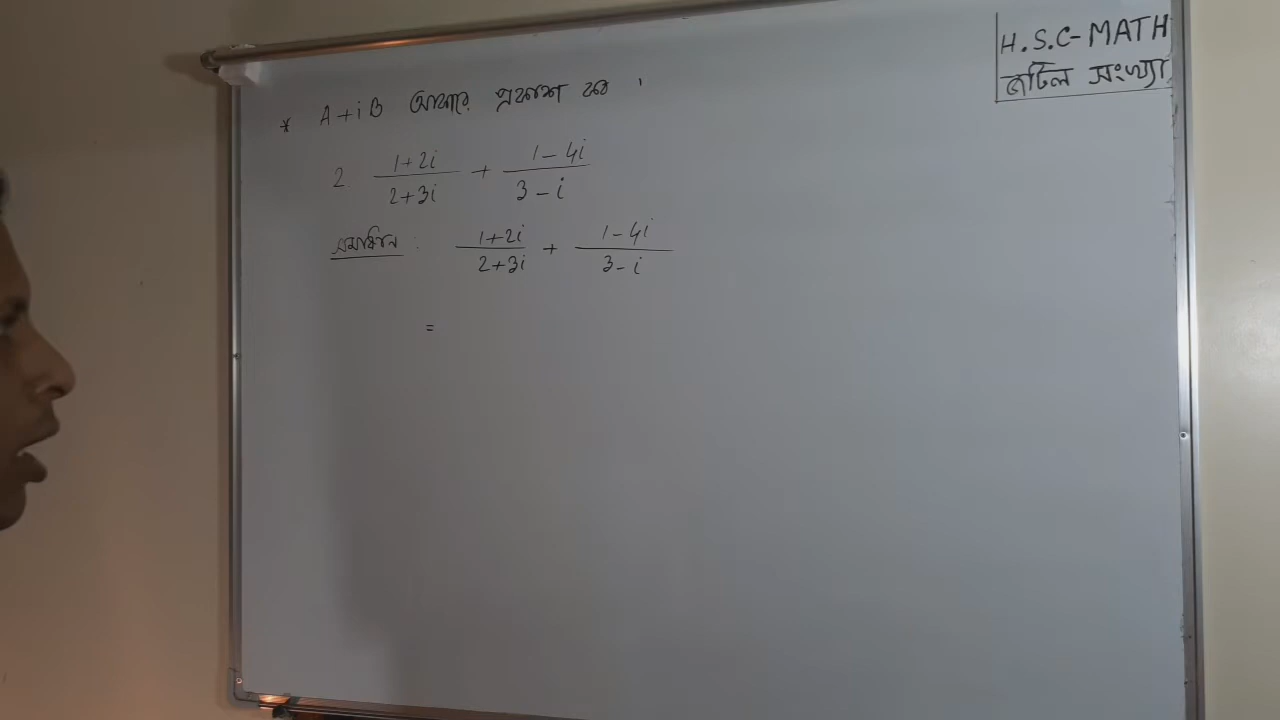 H.S.C-MATH
জটিল সংখ্যা
* A+iB আকারে প্রকাশ কর ।
2. (1+2i)/(2+3i) + (1-4i)/(3-i)
সমাধান : (1+2i)/(2+3i) + (1-4i)/(3-i)
=